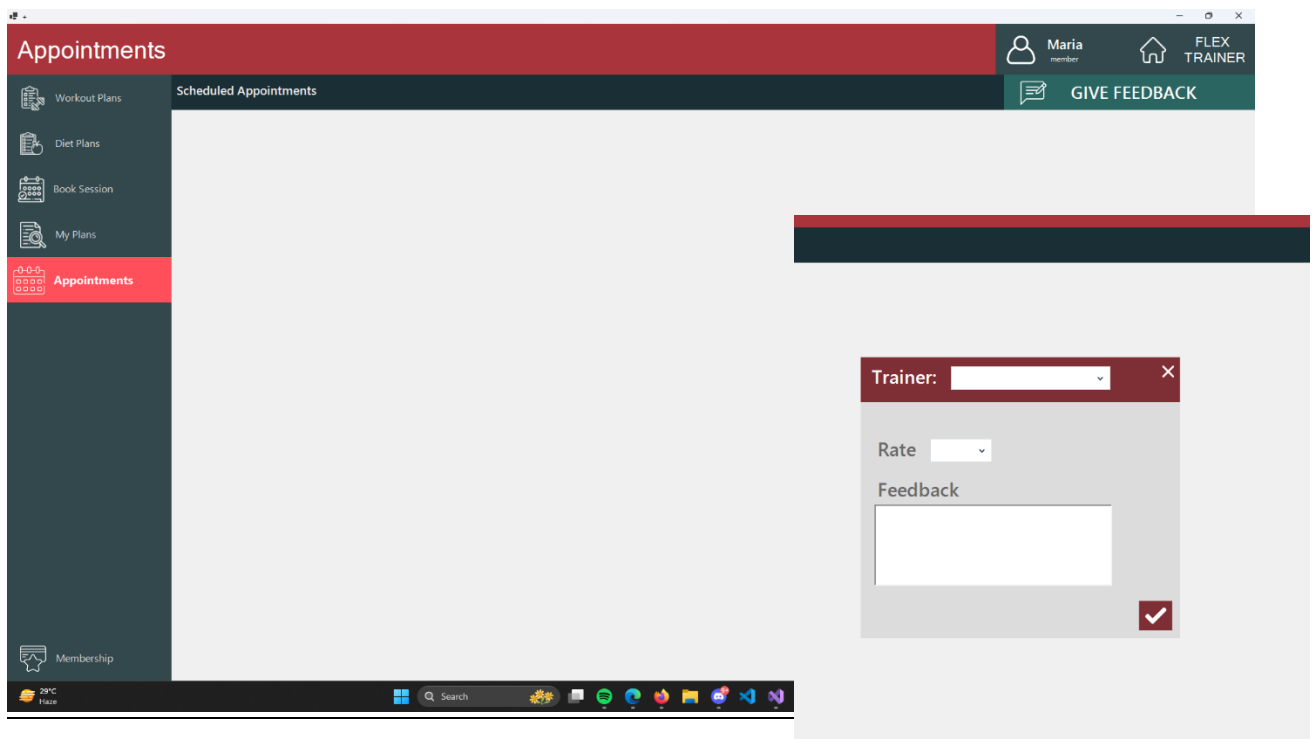 Appointments
Maria
member
FLEX
TRAINER
Workout Plans
Scheduled Appointments
GIVE FEEDBACK
Diet Plans
Book Session
My Plans
Appointments
Membership
29°C
Haze
Search
Trainer:
Rate
Feedback